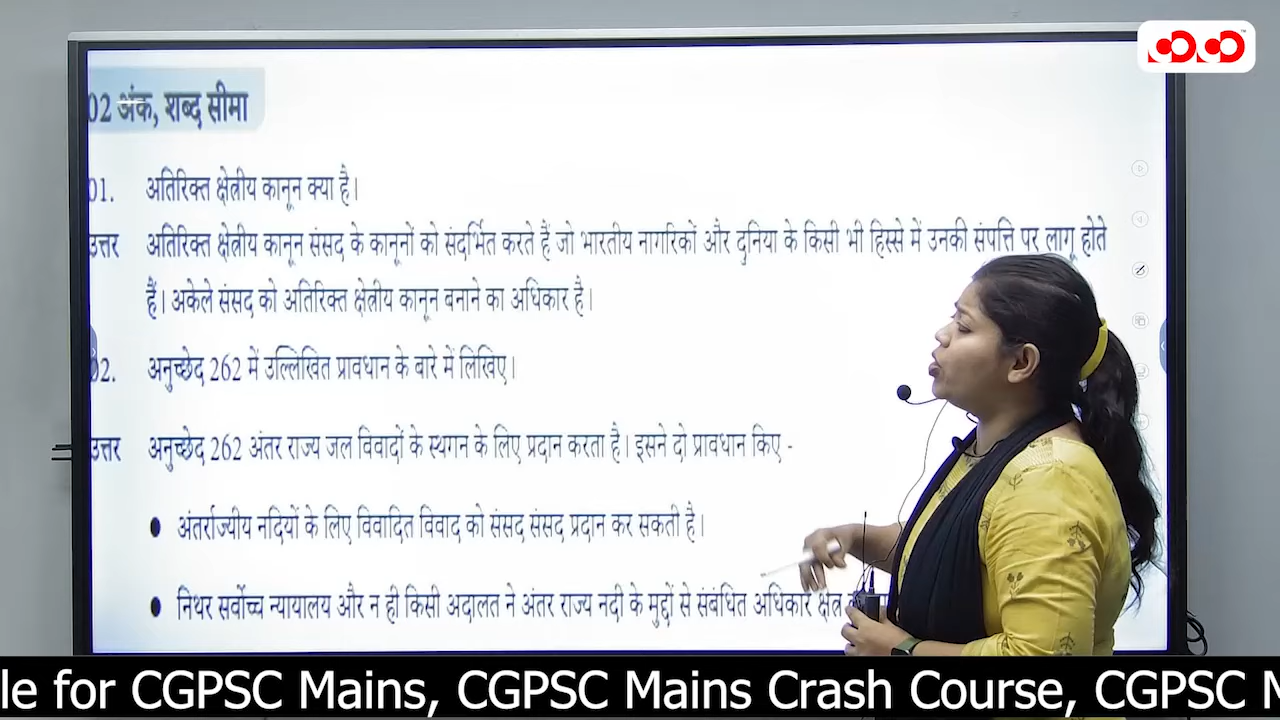 02 अंक, शब्द सीमा
01. अतिरिक्त क्षेत्रीय कानून क्या है।
उत्तर अतिरिक्त क्षेत्रीय कानून संसद के कानूनों को संदर्भित करते हैं जो भारतीय नागरिकों और दुनिया के किसी भी हिस्से में उनकी संपत्ति पर लागू होते
हैं। अकेले संसद को अतिरिक्त क्षेत्रीय कानून बनाने का अधिकार है।
02. अनुच्छेद 262 में उल्लिखित प्रावधान के बारे में लिखिए।
उत्तर अनुच्छेद 262 अंतर राज्य जल विवादों के स्थगन के लिए प्रदान करता है। इसने दो प्रावधान किए -
● अंतर्राज्यीय नदियों के लिए विवादित विवाद को संसद संसद प्रदान कर सकती है।
● निथर सर्वोच्च न्यायालय और न ही किसी अदालत ने अंतर राज्य नदी के मुद्दों से संबंधित अधिकार क्षेत्र
le for CGPSC Mains, CGPSC Mains Crash Course, CGPSC M